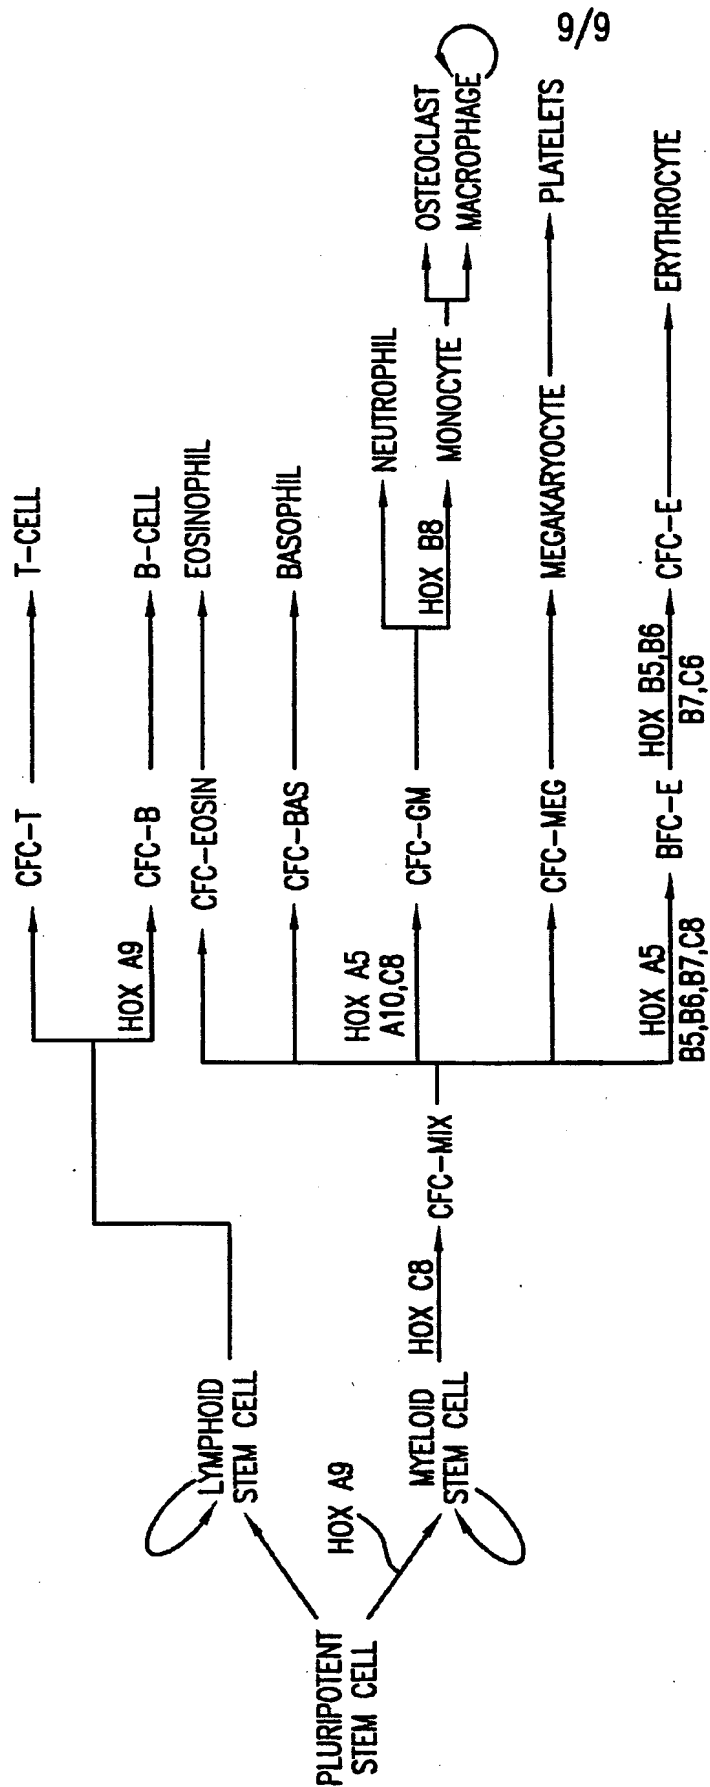 6/6
PLURIPOTENT
STEM CELL
HOX A9
LYMPHOID
STEM CELL
MYELOID
STEM CELL
HOX C8
CFC-MIX
HOX A9
CFC-T
T-CELL
CFC-B
B-CELL
CFC-EOSIN
EOSINOPHIL
CFC-BAS
BASOPHIL
HOX A5
A10,C8
CFC-GM
NEUTROPHIL
HOX B8
MONOCYTE
OSTEOCLAST
MACROPHAGE
CFC-MEG
MEGAKARYOCYTE
PLATELETS
HOX A5
B5,B6,B7,C8
BFC-E
HOX B5,B6
B7,C6
CFC-E
ERYTHROCYTE